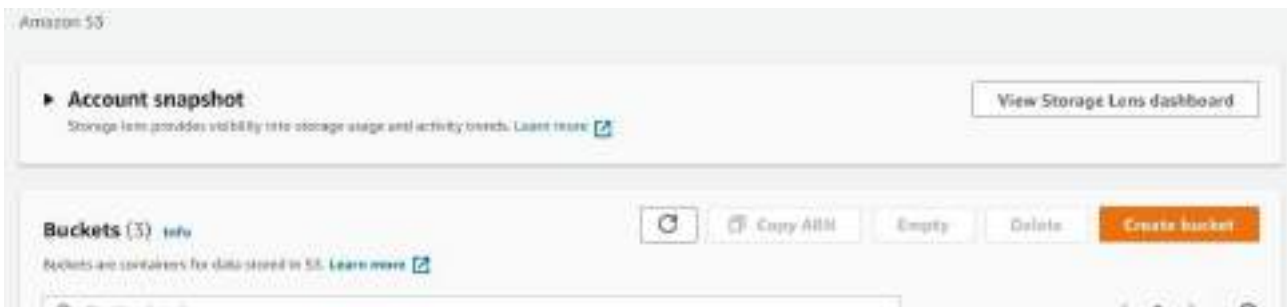 Amazon S3
Account snapshot
View Storage Lens dashboard
Storage lens provides visibility into storage usage and activity trends. Learn more
Buckets (3) Info
Copy ARN
Empty
Delete
Create bucket
Buckets are containers for data stored in S3. Learn more